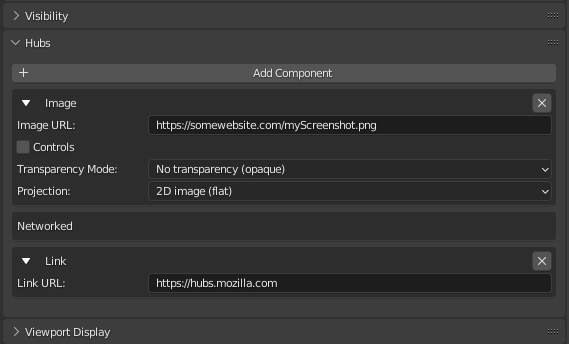 Visibility
Hubs
Add Component
Image
Image URL: https://somewebsite.com/myScreenshot.png
Controls
Transparency Mode: No transparency (opaque)
Projection: 2D image (flat)
Networked
Link
Link URL: https://hubs.mozilla.com
Viewport Display